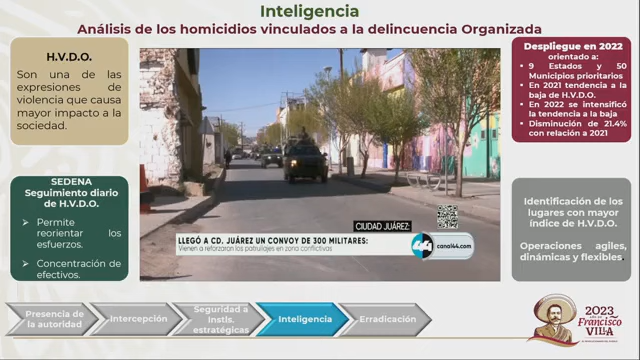 Inteligencia
Análisis de los homicidios vinculados a la delincuencia Organizada
H.V.D.O.
Son una de las
expresiones de
violencia que causa
mayor impacto a la
sociedad.
SEDENA
Seguimiento diario
de H.V.D.O.
Permite
reorientar los
esfuerzos.
Concentración de
efectivos.
CIUDAD JUÁREZ:
LLEGÓ A CD. JUÁREZ UN CONVOY DE 300 MILITARES:
Vienen a reforzar los patrullajes en zona conflictivas
44
canal44.com
Despliegue en 2022
orientado a:
• 9 Estados y 50
Municipios prioritarios
• En 2021 tendencia a la
baja de H.V.D.O.
• En 2022 se intensificó
la tendencia a la baja
• Disminución de 21.4%
con relación a 2021
Identificación de los
lugares con mayor
índice de H.V.D.O.
Operaciones agiles,
dinámicas y flexibles.
Presencia de
la autoridad
Intercepción
Seguridad a
Instls.
estratégicas
Inteligencia
Erradicación
2023
Francisco
VILLA